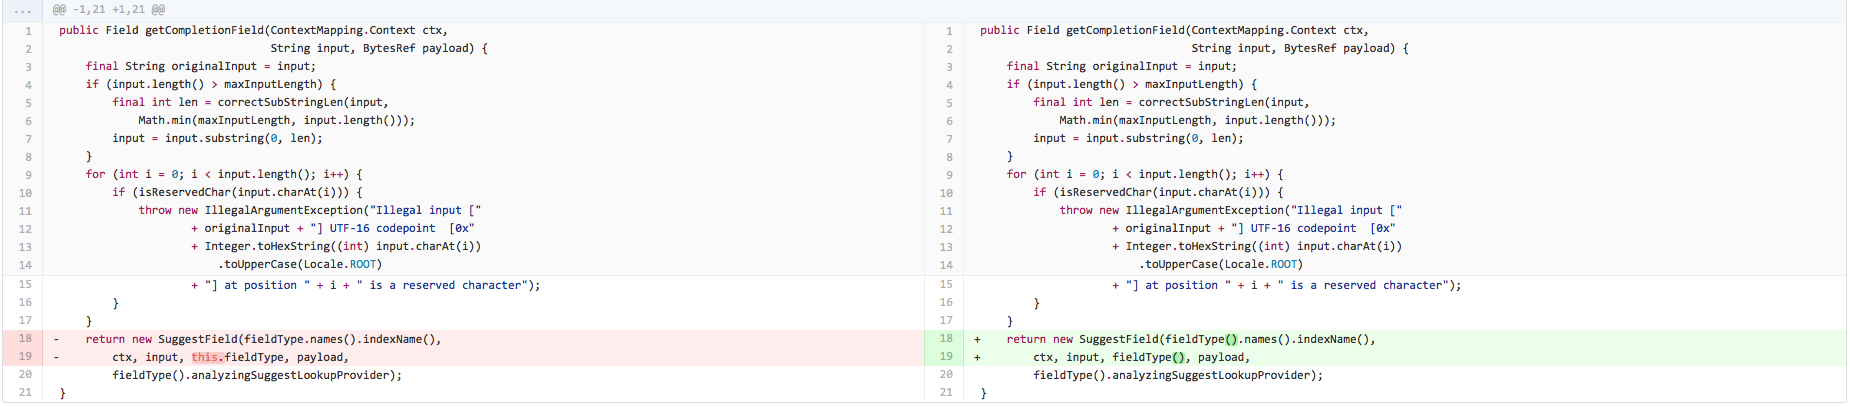 ... @@ -1,21 +1,21 @@
1 public Field getCompletionField(ContextMapping.Context ctx,
2 String input, BytesRef payload) {
3 final String originalInput = input;
4 if (input.length() > maxInputLength) {
5 final int len = correctSubStringLen(input,
6 Math.min(maxInputLength, input.length()));
7 input = input.substring(0, len);
8 }
9 for (int i = 0; i < input.length(); i++) {
10 if (isReservedChar(input.charAt(i))) {
11 throw new IllegalArgumentException("Illegal input ["
12 + originalInput + "] UTF-16 codepoint  [0x"
13 + Integer.toHexString((int) input.charAt(i))
14 .toUpperCase(Locale.ROOT)
15 + "] at position " + i + " is a reserved character");
16 }
17 }
18 - return new SuggestField(fieldType.names().indexName(),
19 - ctx, input, this.fieldType, payload,
20 fieldType().analyzingSuggestLookupProvider);
21 }
1 public Field getCompletionField(ContextMapping.Context ctx,
2 String input, BytesRef payload) {
3 final String originalInput = input;
4 if (input.length() > maxInputLength) {
5 final int len = correctSubStringLen(input,
6 Math.min(maxInputLength, input.length()));
7 input = input.substring(0, len);
8 }
9 for (int i = 0; i < input.length(); i++) {
10 if (isReservedChar(input.charAt(i))) {
11 throw new IllegalArgumentException("Illegal input ["
12 + originalInput + "] UTF-16 codepoint  [0x"
13 + Integer.toHexString((int) input.charAt(i))
14 .toUpperCase(Locale.ROOT)
15 + "] at position " + i + " is a reserved character");
16 }
17 }
18 + return new SuggestField(fieldType().names().indexName(),
19 + ctx, input, fieldType(), payload,
20 fieldType().analyzingSuggestLookupProvider);
21 }